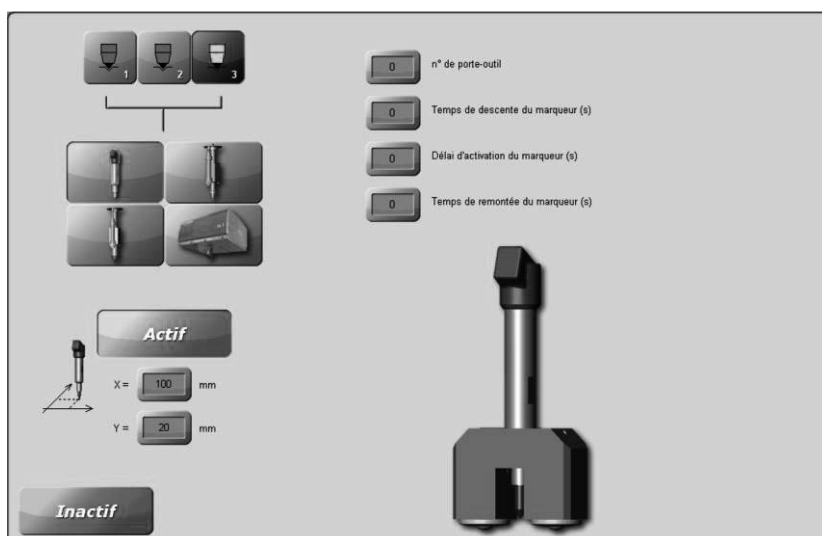 1 2 3
0 n° de porte-outil
0 Temps de descente du marqueur (s)
0 Délai d'activation du marqueur (s)
0 Temps de remontée du marqueur (s)
Actif
X = 100 mm
Y = 20 mm
Inactif